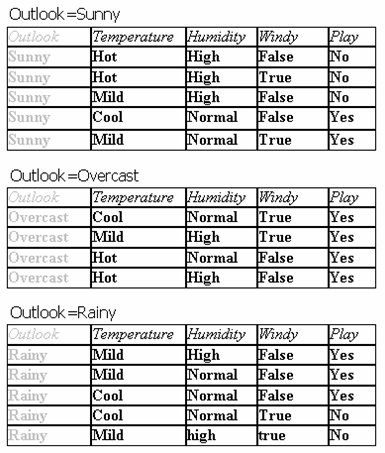 Outlook=Sunny
Outlook Temperature Humidity Windy Play
Sunny Hot High False No
Sunny Hot High True No
Sunny Mild High False No
Sunny Cool Normal False Yes
Sunny Mild Normal True Yes
Outlook=Overcast
Outlook Temperature Humidity Windy Play
Overcast Cool Normal True Yes
Overcast Mild High True Yes
Overcast Hot Normal False Yes
Overcast Hot High False Yes
Outlook=Rainy
Outlook Temperature Humidity Windy Play
Rainy Mild High False Yes
Rainy Mild Normal False Yes
Rainy Cool Normal False Yes
Rainy Cool Normal True No
Rainy Mild high true No